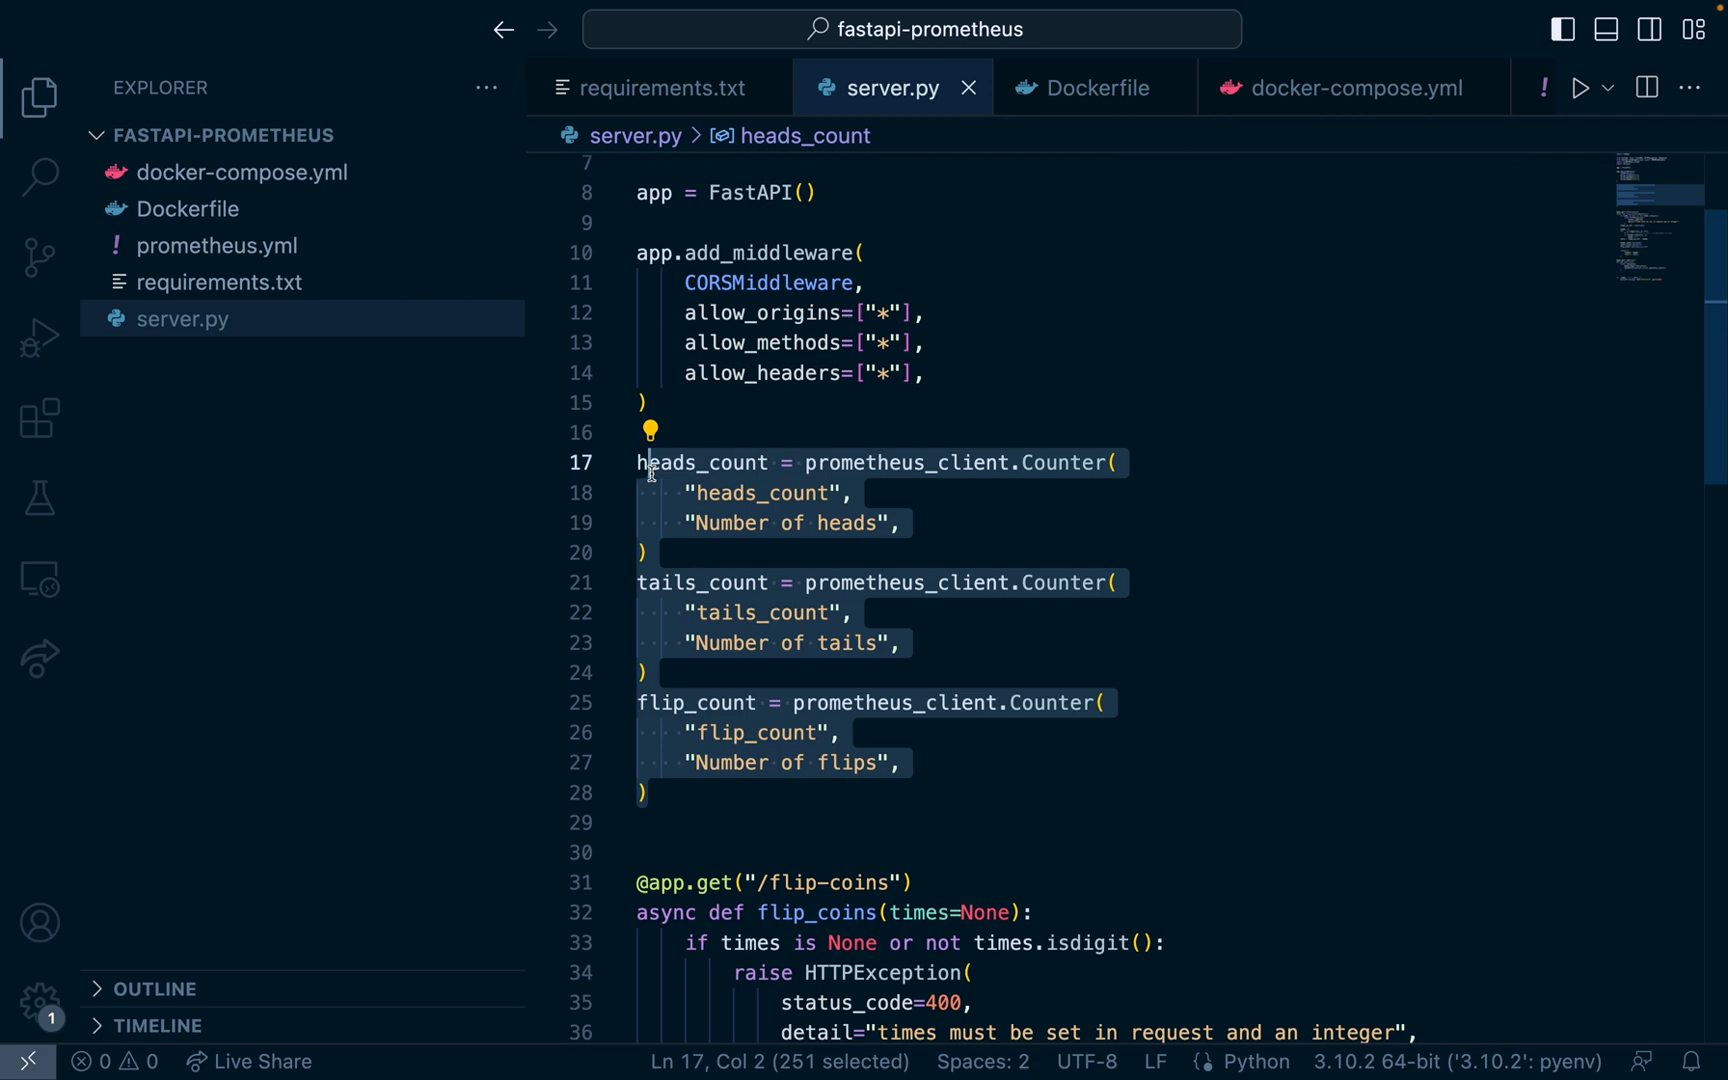 fastapi-prometheus
EXPLORER
FASTAPI-PROMETHEUS
docker-compose.yml
Dockerfile
prometheus.yml
requirements.txt
server.py
OUTLINE
TIMELINE
requirements.txt
server.py
Dockerfile
docker-compose.yml
server.py > heads_count
7
8 app = FastAPI()
9
10 app.add_middleware(
11 CORSMiddleware,
12 allow_origins=["*"],
13 allow_methods=["*"],
14 allow_headers=["*"],
15 )
16
17 heads_count = prometheus_client.Counter(
18 "heads_count",
19 "Number of heads",
20 )
21 tails_count = prometheus_client.Counter(
22 "tails_count",
23 "Number of tails",
24 )
25 flip_count = prometheus_client.Counter(
26 "flip_count",
27 "Number of flips",
28 )
29
30
31 @app.get("/flip-coins")
32 async def flip_coins(times=None):
33 if times is None or not times.isdigit():
34 raise HTTPException(
35 status_code=400,
36 detail="times must be set in request and an integer",
1
0 0 Live Share Ln 17, Col 2 (251 selected) Spaces: 2 UTF-8 LF Python 3.10.2 64-bit ('3.10.2': pyenv)